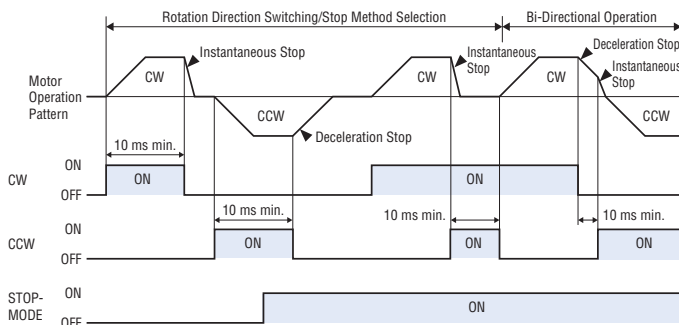 Rotation Direction Switching/Stop Method Selection
Bi-Directional Operation
Motor
Operation
Pattern
CW
Instantaneous Stop
CCW
Deceleration Stop
CW
Instantaneous
Stop
CW
Deceleration Stop
Instantaneous
Stop
CCW
10 ms min.
CW
ON
OFF
ON
ON
10 ms min.
10 ms min.
10 ms min.
CCW
ON
OFF
ON
ON
ON
STOP-
MODE
ON
OFF
ON